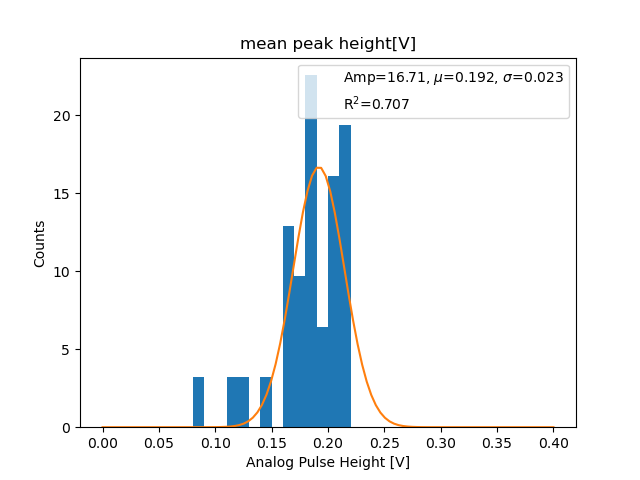 mean peak height[V]
Amp=16.71, μ=0.192, σ=0.023
R²=0.707
Counts
20
15
10
5
0
0.00 0.05 0.10 0.15 0.20 0.25 0.30 0.35 0.40
Analog Pulse Height [V]